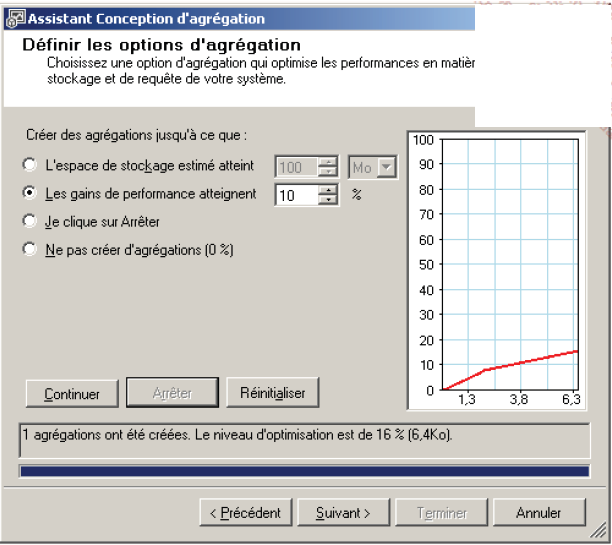 Assistant Conception d'agrégation
Définir les options d'agrégation
Choisissez une option d'agrégation qui optimise les performances en matièr
stockage et de requête de votre système.
Créer des agrégations jusqu'à ce que :
L'espace de stockage estimé atteint 100 Mo
Les gains de performance atteignent 10 %
Je clique sur Arrêter
Ne pas créer d'agrégations (0 %)
100
90
80
70
60
50
40
30
20
10
0
1,3 3,8 6,3
Continuer Arrêter Réinitialiser
1 agrégations ont été créées. Le niveau d'optimisation est de 16 % (6,4Ko).
< Précédent Suivant > Terminer Annuler